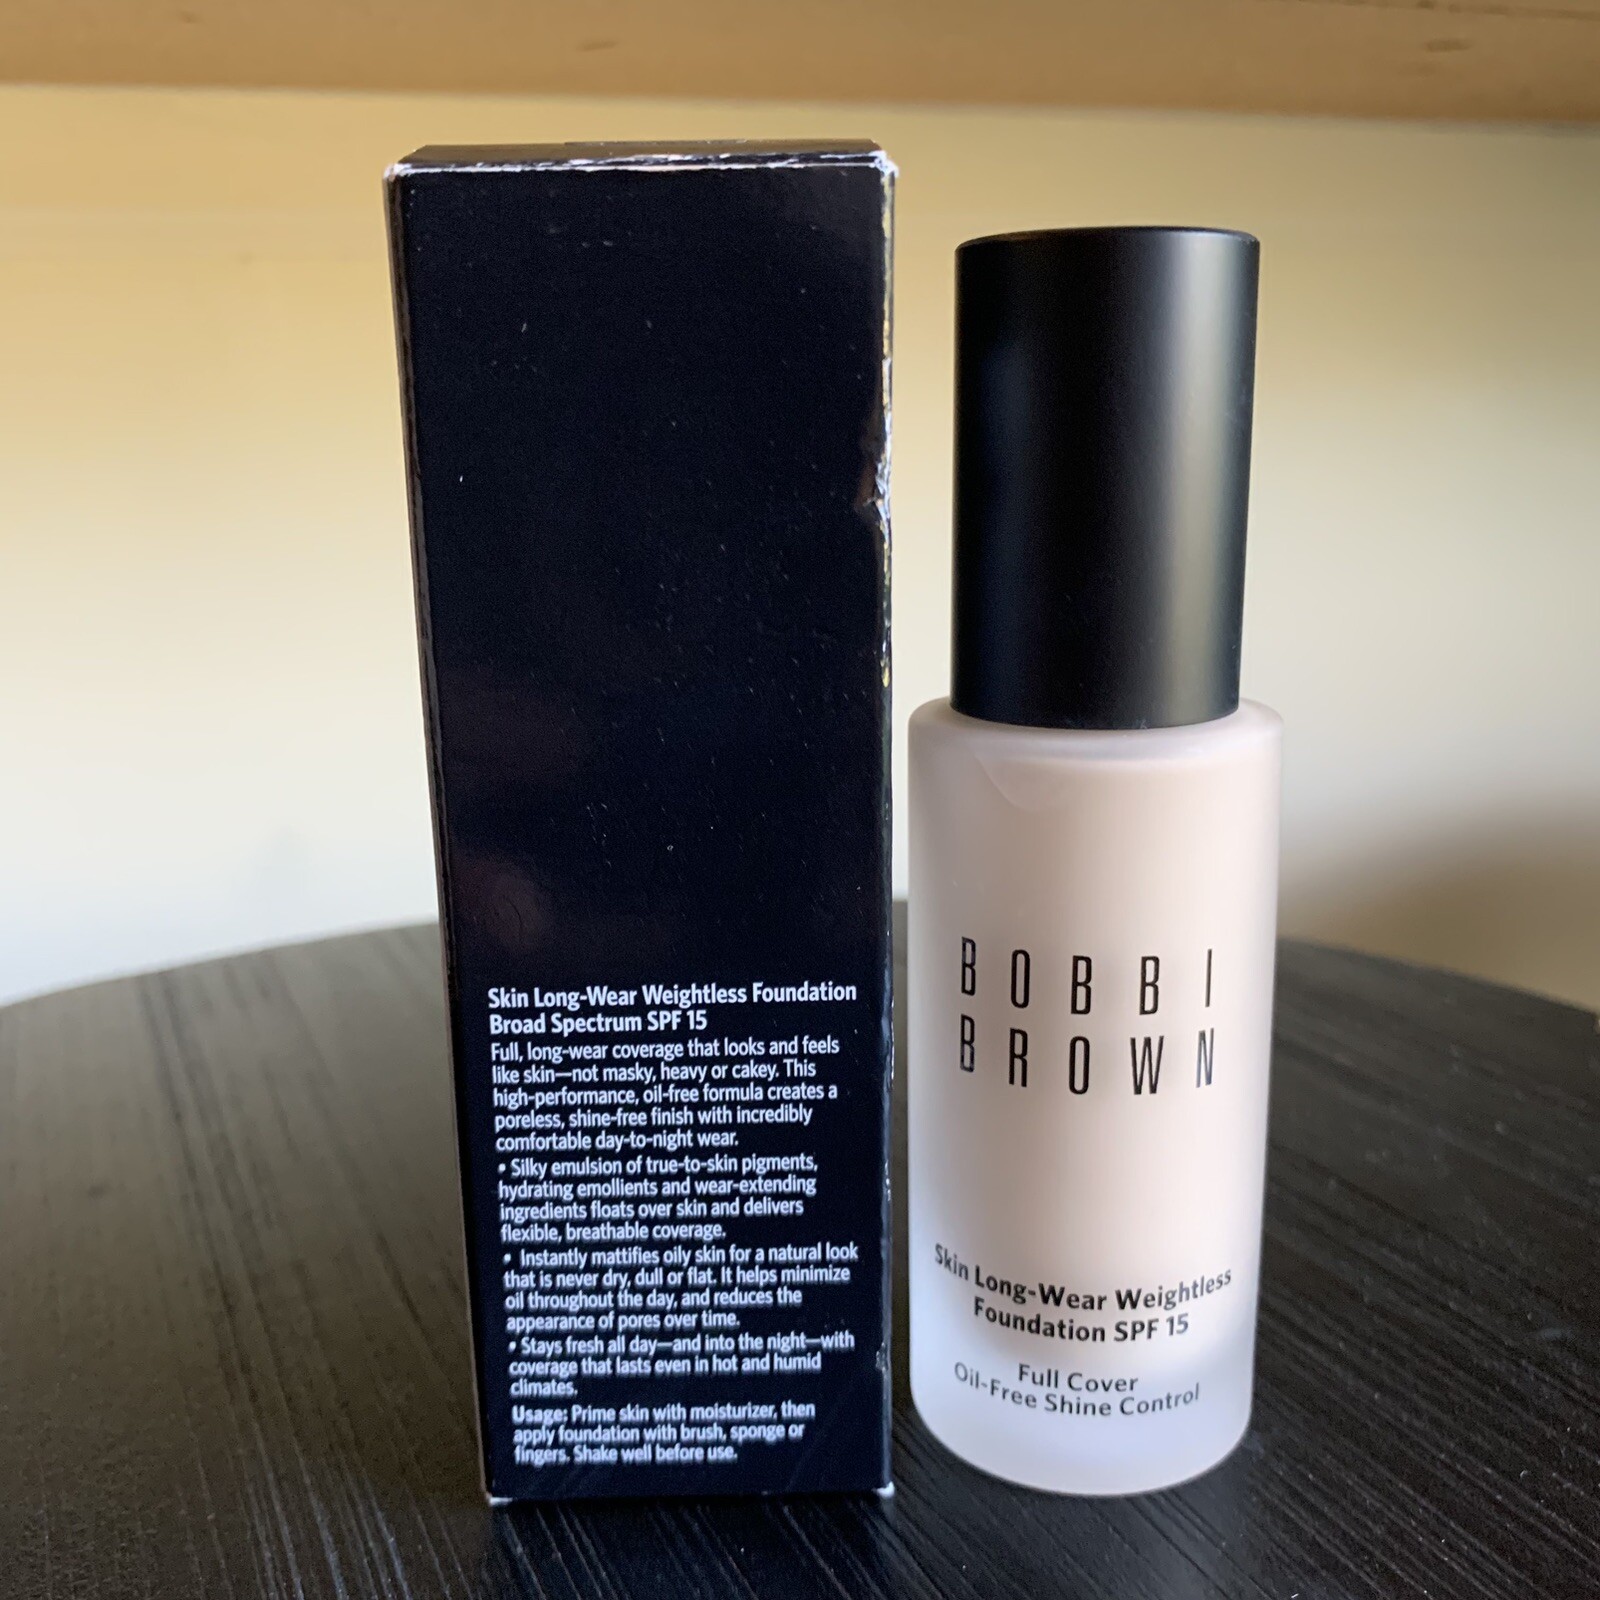 Skin Long-Wear Weightless Foundation
Broad Spectrum SPF 15
Full, long-wear coverage that looks and feels
like skin—not masky, heavy or cakey. This
high-performance, oil-free formula creates a
poreless, shine-free finish with incredibly
comfortable day-to-night wear.
• Silky emulsion of true-to-skin pigments,
hydrating emollients and wear-extending
ingredients floats over skin and delivers
flexible, breathable coverage.
• Instantly mattifies oily skin for a natural look
that is never dry, dull or flat. It helps minimize
oil throughout the day, and reduces the
appearance of pores over time.
• Stays fresh all day—and into the night—with
coverage that lasts even in hot and humid
climates.
Usage: Prime skin with moisturizer, then
apply foundation with brush, sponge or
fingers. Shake well before use.
BOBBI
BROWN
Skin Long-Wear Weightless
Foundation SPF 15
Full Cover
Oil-Free Shine Control